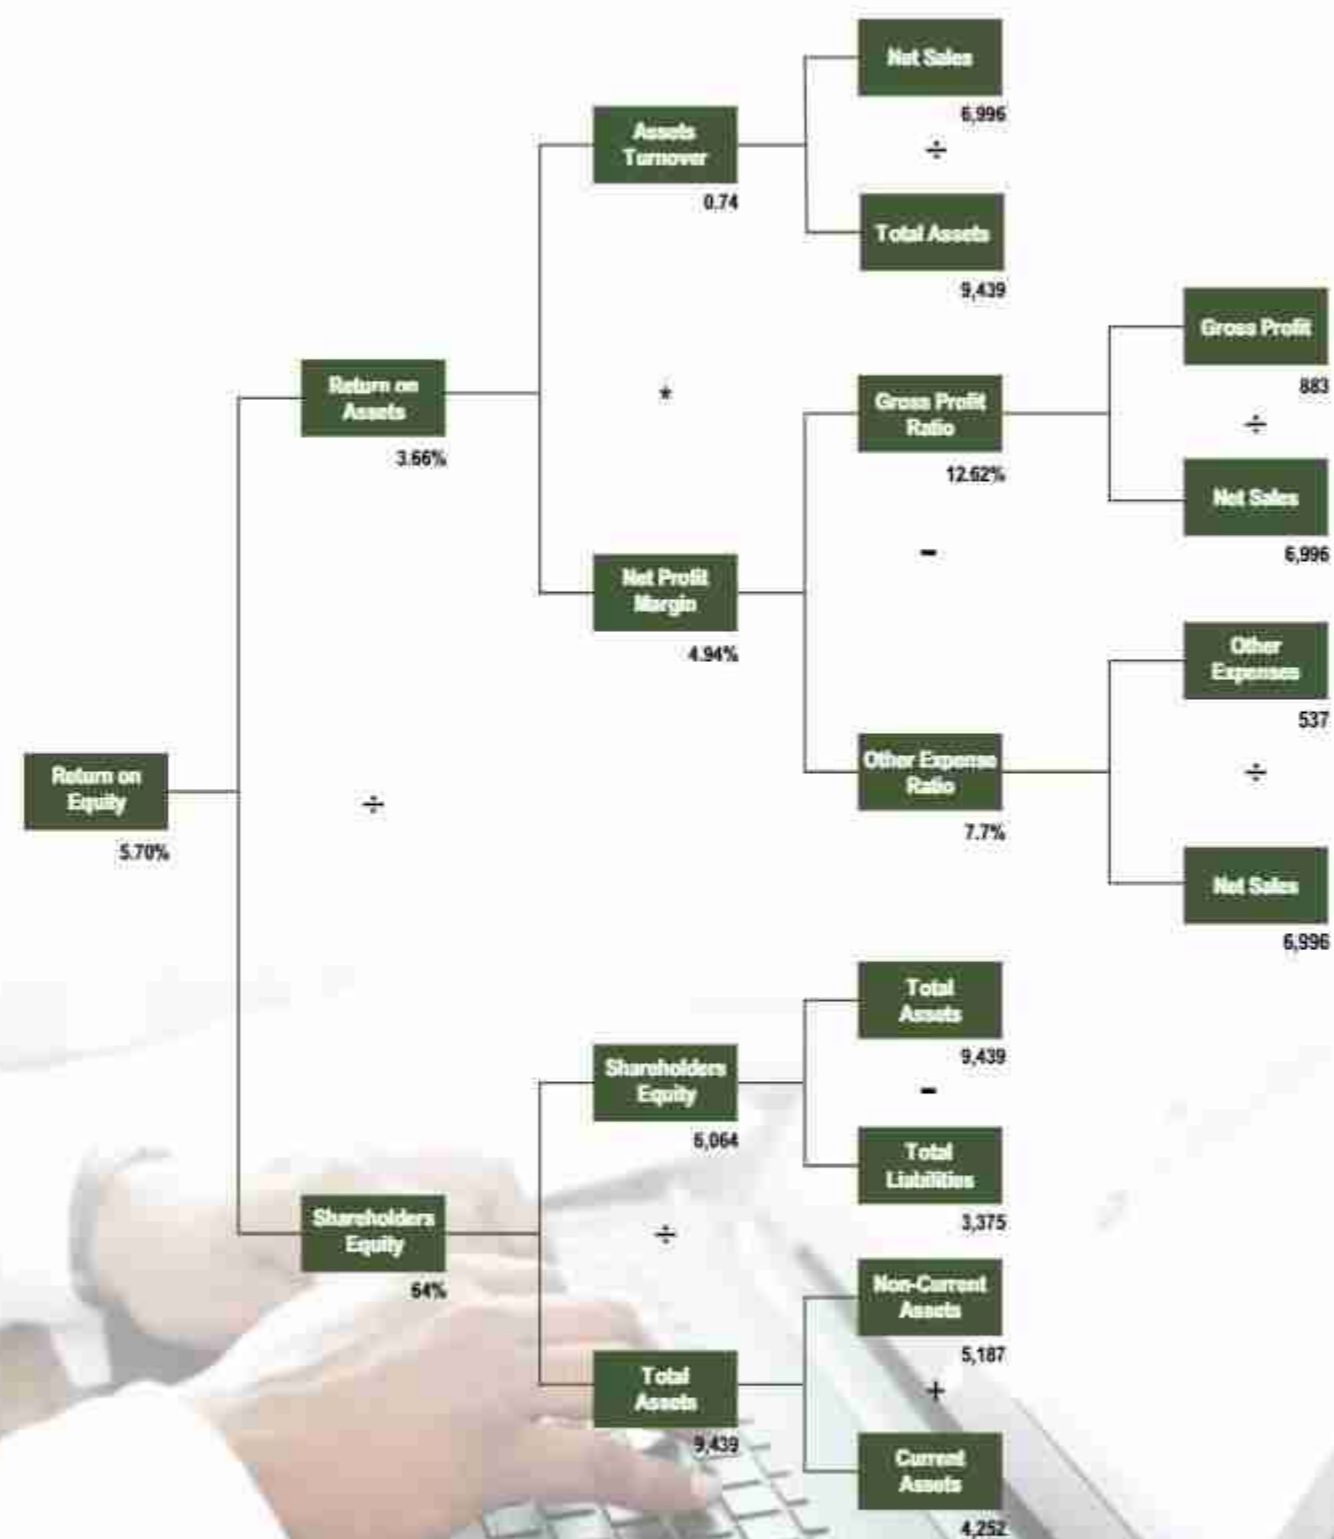 Net Sales
6,996
÷
Assets
Turnover
0.74
Total Assets
9,439
Gross Profit
883
÷
Net Sales
6,996
Return on
Assets
3.66%
*
Gross Profit
Ratio
12.62%
-
Net Profit
Margin
4.94%
Other
Expenses
537
÷
Net Sales
6,996
Other Expense
Ratio
7.7%
Return on
Equity
5.70%
÷
Total
Assets
9,439
-
Shareholders
Equity
6,064
Total
Liabilities
3,375
Shareholders
Equity
64%
÷
Non-Current
Assets
5,187
+
Total
Assets
9,439
Current
Assets
4,252